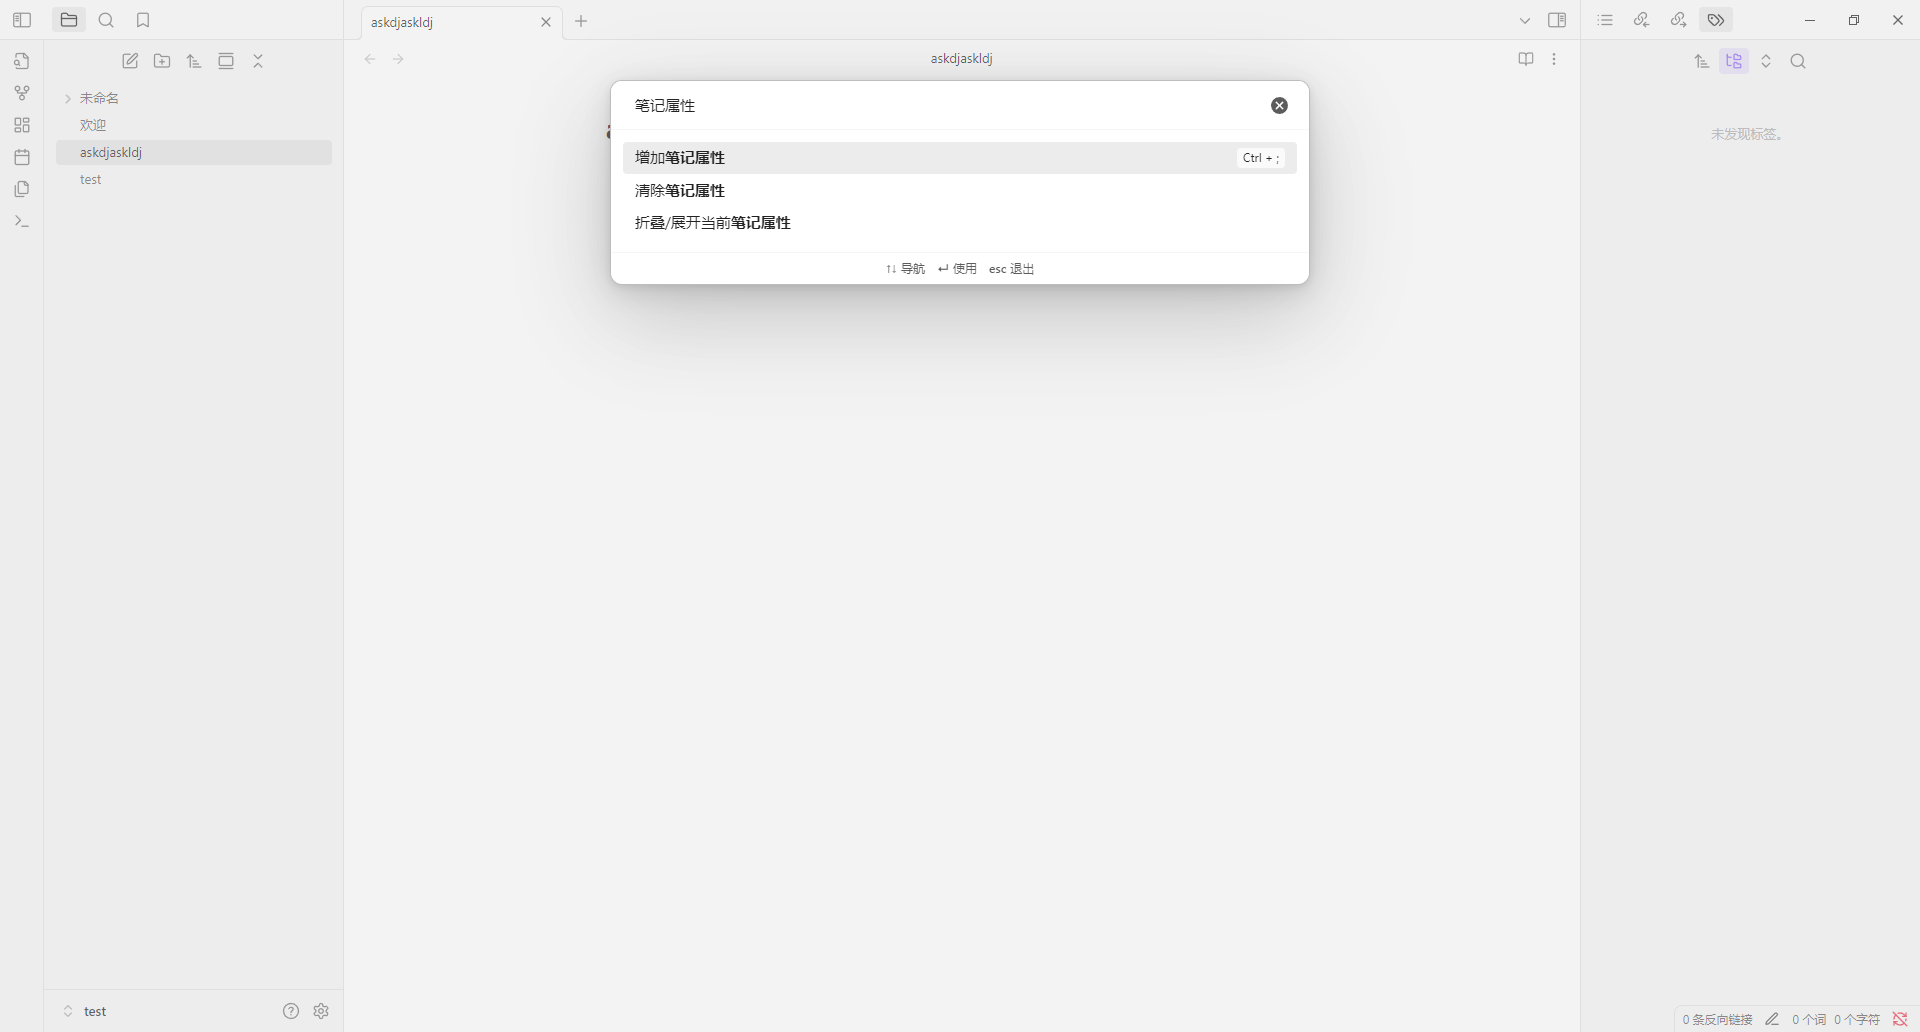 askdjaskldj
askdjaskldj
未命名
欢迎
askdjaskldj
test
笔记属性
增加笔记属性 Ctrl + ;
清除笔记属性
折叠/展开当前笔记属性
↑↓ 导航 ↵ 使用 esc 退出
未发现标签。
test
0 条反向链接 0 个词 0 个字符